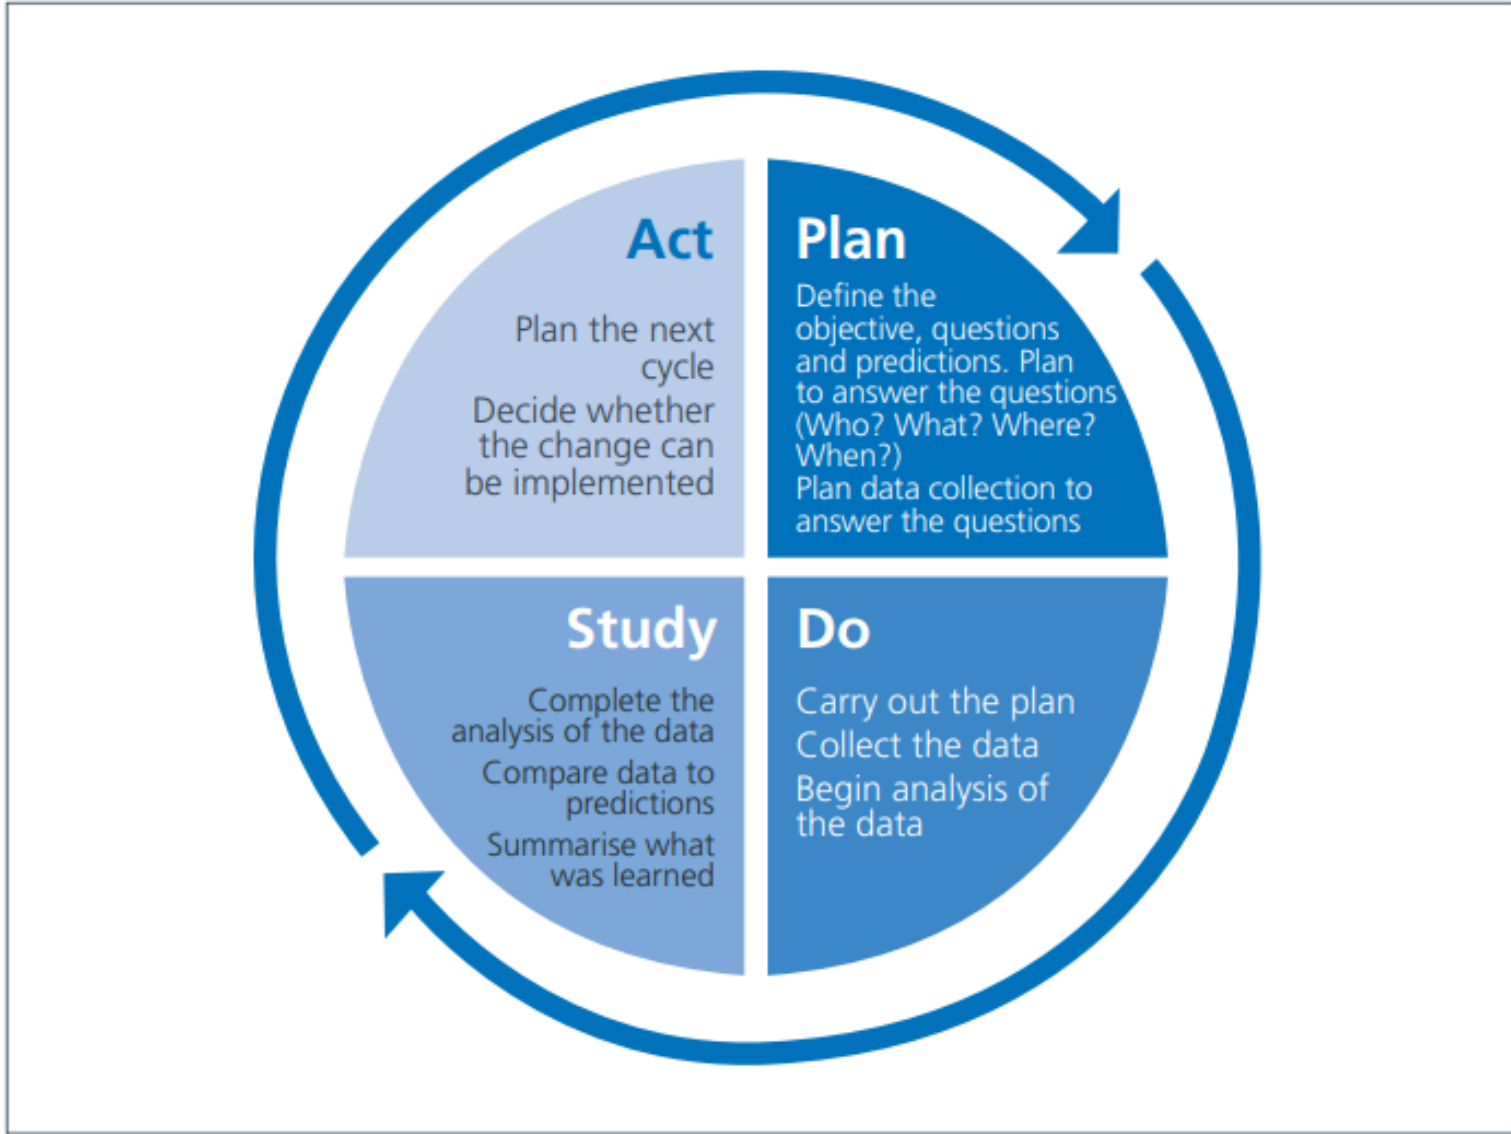 Act
Plan the next
cycle
Decide whether
the change can
be implemented
Plan
Define the
objective, questions
and predictions. Plan
to answer the questions
(Who? What? Where?
When?)
Plan data collection to
answer the questions
Study
Complete the
analysis of the data
Compare data to
predictions
Summarise what
was learned
Do
Carry out the plan
Collect the data
Begin analysis of
the data